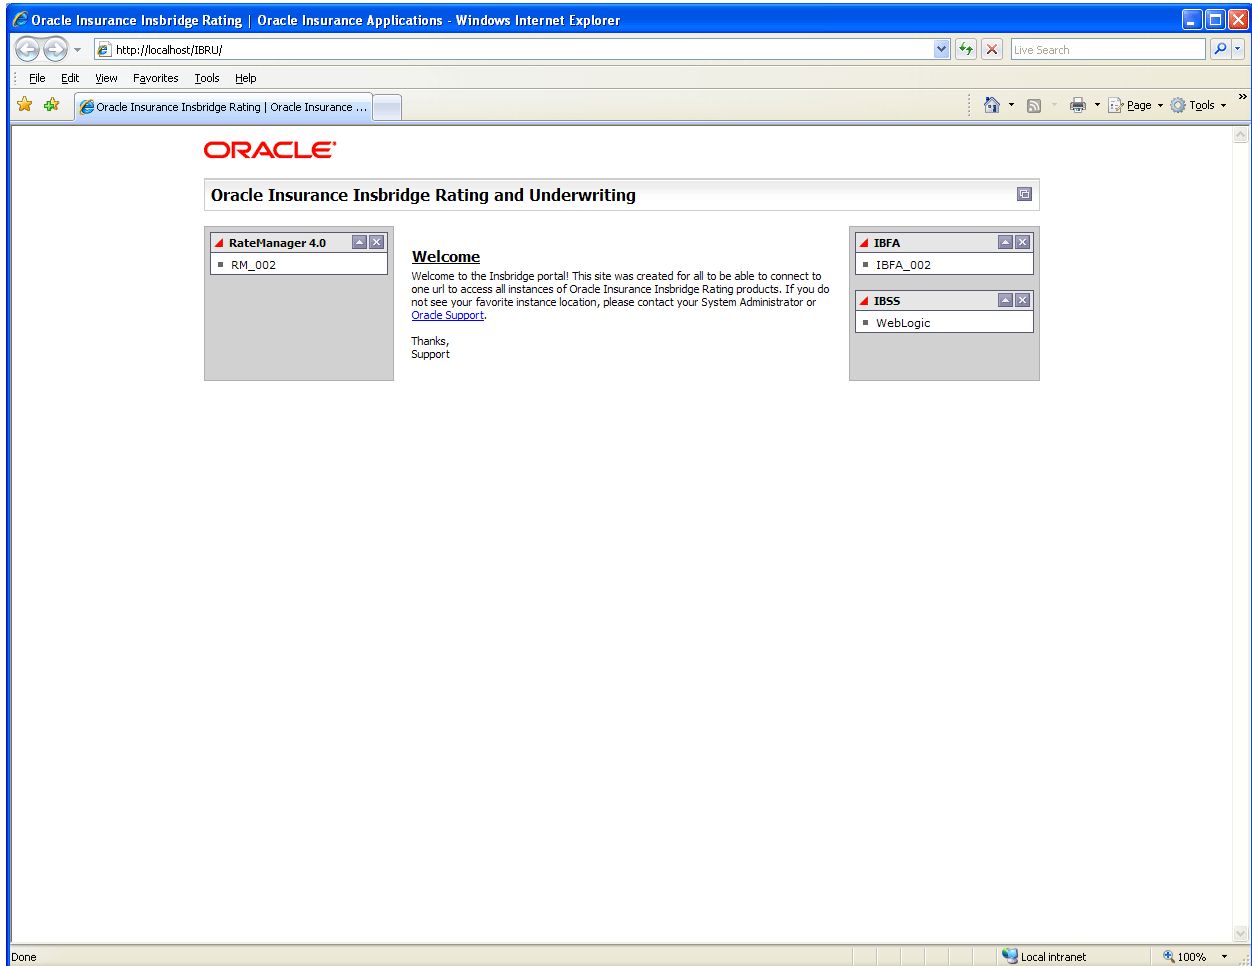 Oracle Insurance Insbridge Rating | Oracle Insurance Applications - Windows Internet Explorer
http://localhost/IBRU/
Live Search
File Edit View Favorites Tools Help
Oracle Insurance Insbridge Rating | Oracle Insurance ...
Page Tools »
ORACLE
Oracle Insurance Insbridge Rating and Underwriting
RateManager 4.0
RM_002
Welcome
Welcome to the Insbridge portal! This site was created for all to be able to connect to
one url to access all instances of Oracle Insurance Insbridge Rating products. If you do
not see your favorite instance location, please contact your System Administrator or
Oracle Support.
Thanks,
Support
IBFA
IBFA_002
IBSS
WebLogic
Done
Local intranet
100%